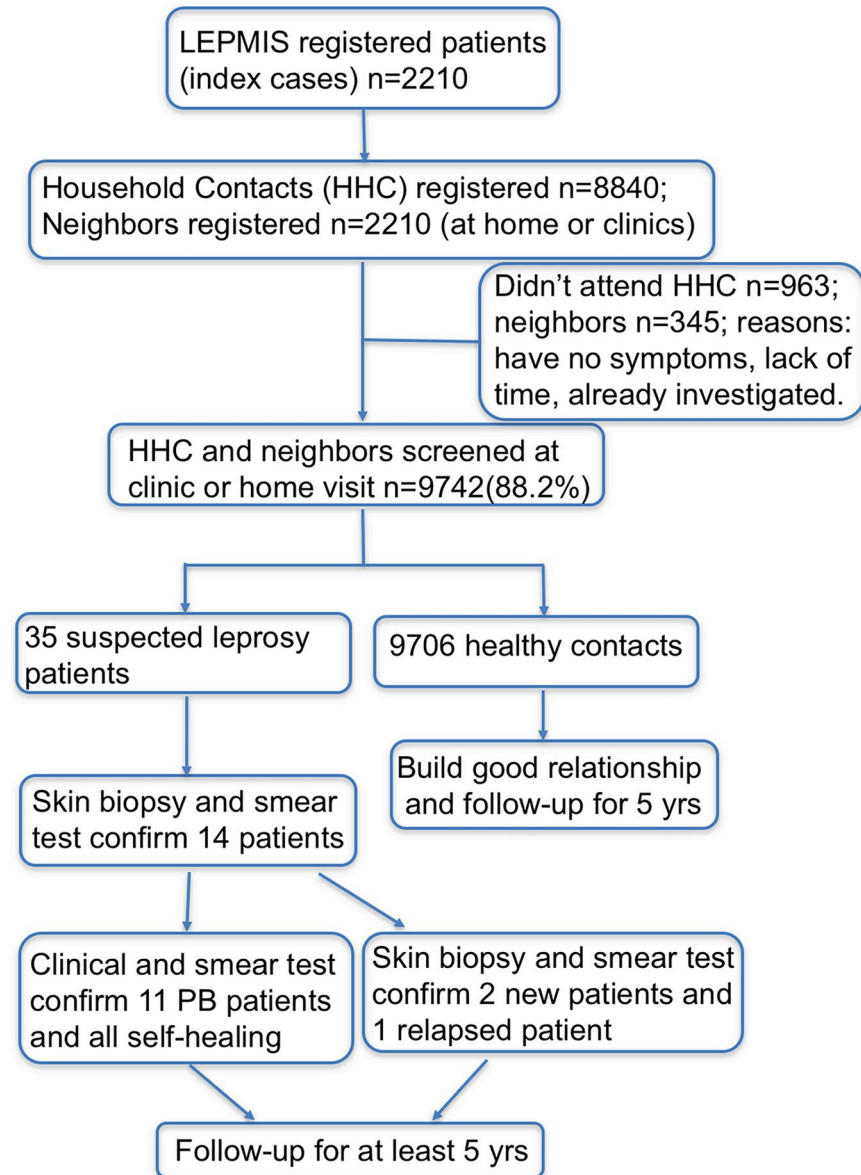 LEPMIS registered patients
(index cases) n=2210
Household Contacts (HHC) registered n=8840;
Neighbors registered n=2210 (at home or clinics)
Didn’t attend HHC n=963;
neighbors n=345; reasons:
have no symptoms, lack of
time, already investigated.
HHC and neighbors screened at
clinic or home visit n=9742(88.2%)
35 suspected leprosy
patients
9706 healthy contacts
Build good relationship
and follow-up for 5 yrs
Skin biopsy and smear
test confirm 14 patients
Clinical and smear test
confirm 11 PB patients
and all self-healing
Skin biopsy and smear test
confirm 2 new patients and
1 relapsed patient
Follow-up for at least 5 yrs